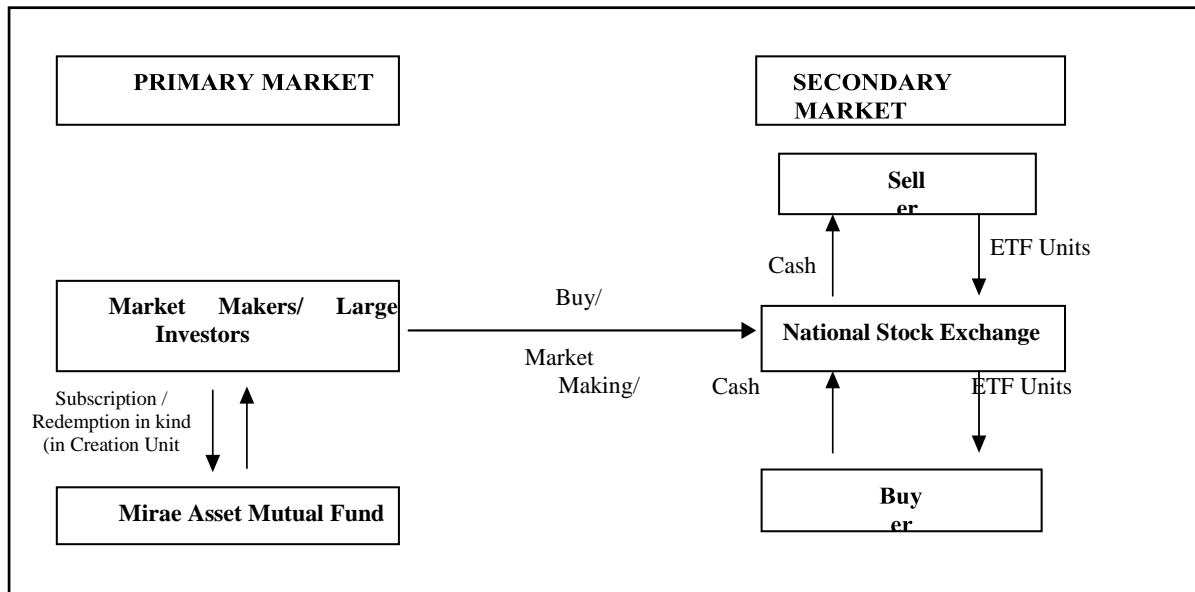 PRIMARY MARKET
SECONDARY
MARKET
Sell
er
Cash
ETF Units
Market Makers/ Large
Investors
Buy/
National Stock Exchange
Market
Making/
Cash
ETF Units
Subscription /
Redemption in kind
(in Creation Unit
Mirae Asset Mutual Fund
Buy
er